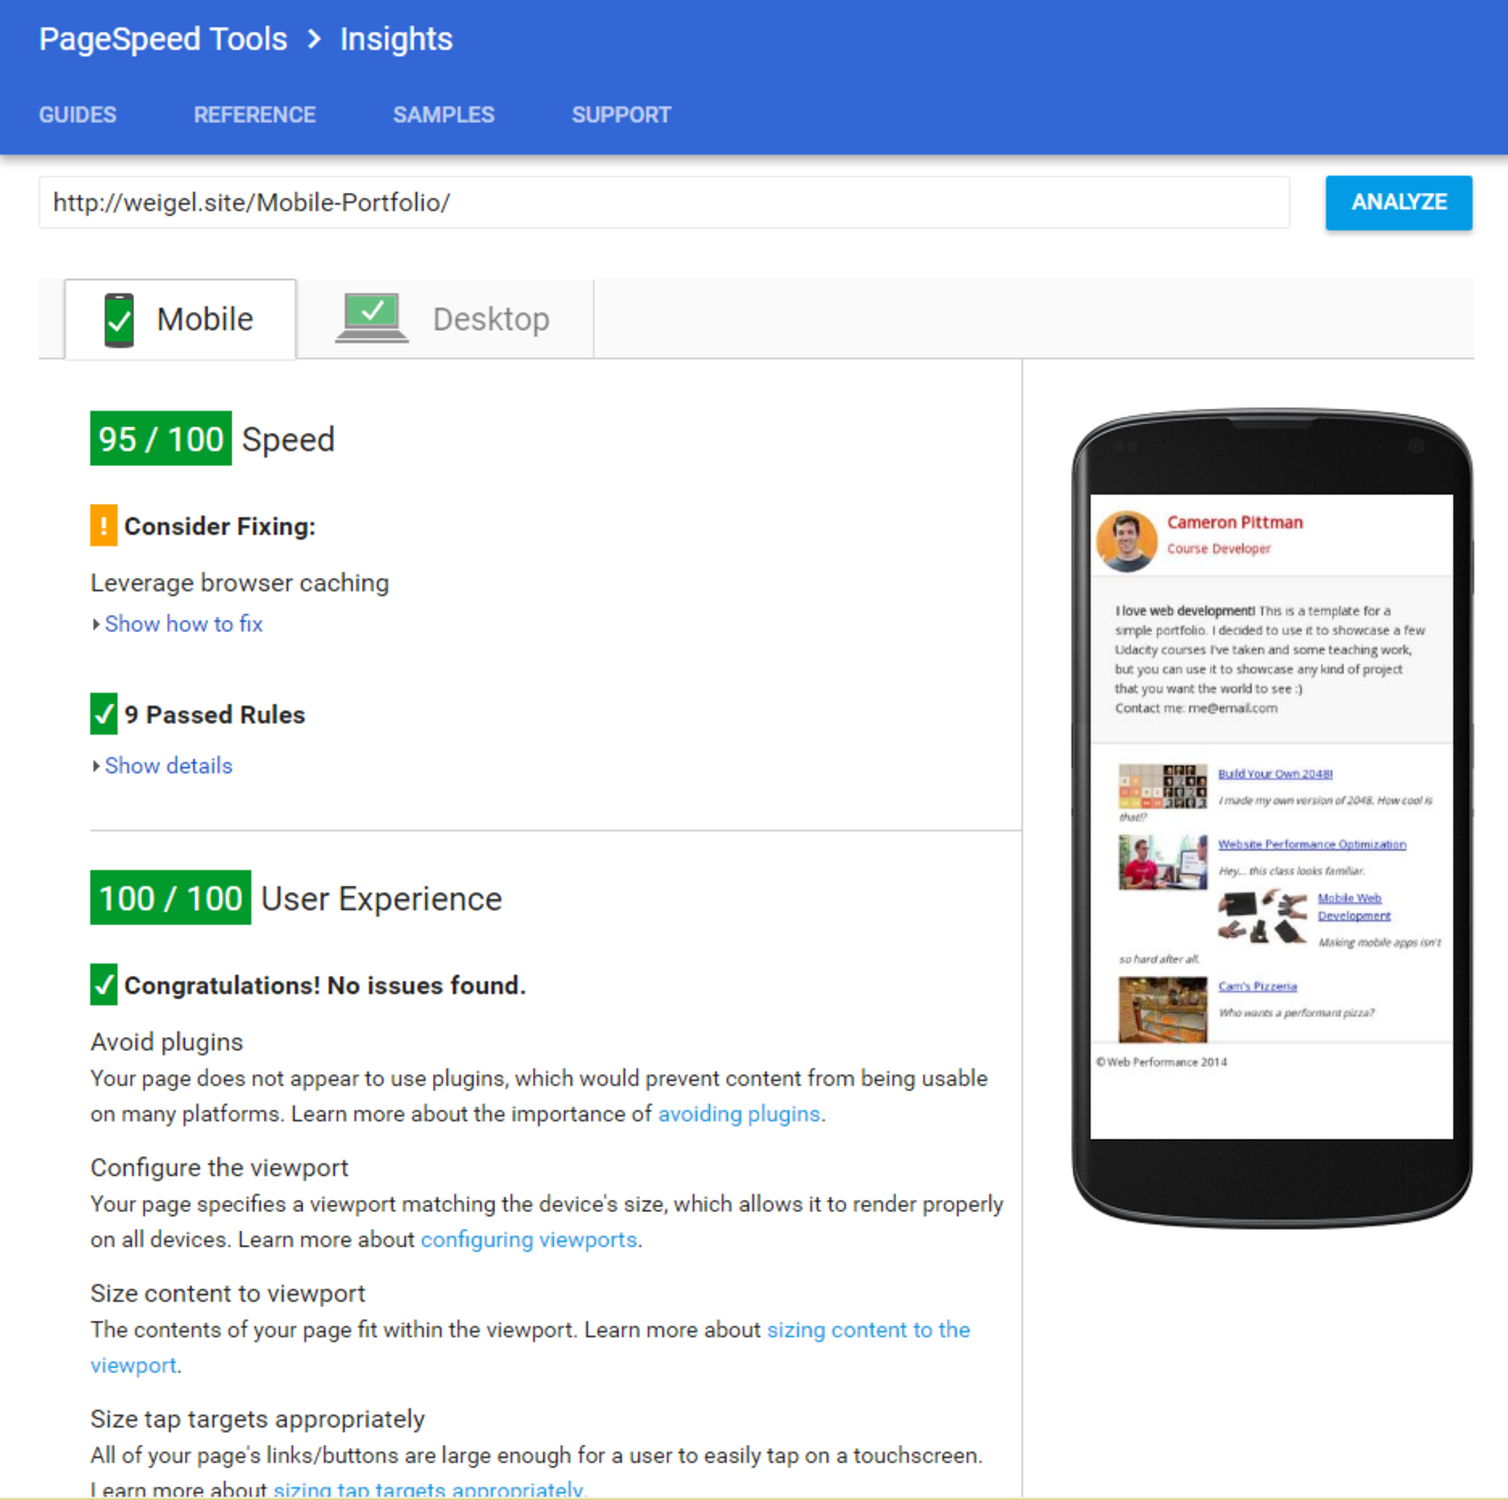 PageSpeed Tools > Insights
GUIDES REFERENCE SAMPLES SUPPORT
http://weigel.site/Mobile-Portfolio/
ANALYZE
Mobile
Desktop
95 / 100 Speed
! Consider Fixing:
Leverage browser caching
Show how to fix
9 Passed Rules
Show details
100 / 100 User Experience
Congratulations! No issues found.
Avoid plugins
Your page does not appear to use plugins, which would prevent content from being usable
on many platforms. Learn more about the importance of avoiding plugins.
Configure the viewport
Your page specifies a viewport matching the device's size, which allows it to render properly
on all devices. Learn more about configuring viewports.
Size content to viewport
The contents of your page fit within the viewport. Learn more about sizing content to the
viewport.
Size tap targets appropriately
All of your page's links/buttons are large enough for a user to easily tap on a touchscreen.
Learn more about sizing tap targets appropriately.
Cameron Pittman
Course Developer
I love web development! This is a template for a
simple portfolio. I decided to use it to showcase a few
Udacity courses I've taken and some teaching work,
but you can use it to showcase any kind of project
that you want the world to see :)
Contact me: me@email.com
Build Your Own 2048!
I made my own version of 2048. How cool is
that!?
Website Performance Optimization
Hey... this class looks familiar.
Mobile Web
Development
Making mobile apps isn't
so hard after all.
Cam's Pizzeria
Who wants a performant pizza?
© Web Performance 2014